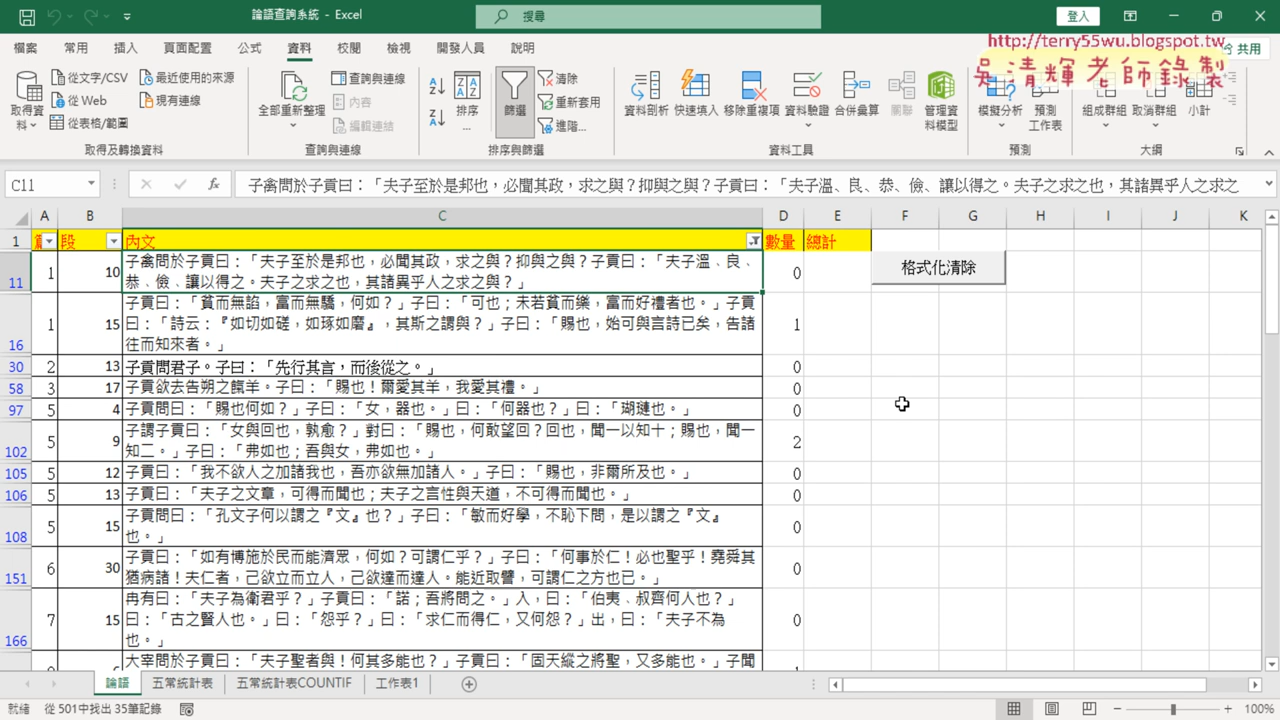 論語查詢系統 - Excel
搜尋
登入
檔案 常用 插入 頁面配置 公式 資料 校閱 檢視 開發人員 說明
http://terry55wu.blogspot.tw
共用
吳清輝老師錄製
取得資料
從文字/CSV
從 Web
從表格/範圍
最近使用的來源
現有連線
取得及轉換資料
全部重新整理
查詢與連線
內容
編輯連結
查詢與連線
排序...
篩選
清除
重新套用
進階...
排序與篩選
資料剖析 快速填入 移除重複項 資料驗證 合併彙算 關聯 管理資料模型
資料工具
模擬分析 預測工作表
預測
組成群組 取消群組 小計
大綱
C11
fx
子禽問於子貢曰：「夫子至於是邦也，必聞其政，求之與？抑與之與？子貢曰：「夫子溫、良、恭、儉、讓以得之。夫子之求之也，其諸異乎人之求之與
A B C D E F G H I J K
1 段 內文 數量 總計
格式化清除
11 1 10 子禽問於子貢曰：「夫子至於是邦也，必聞其政，求之與？抑與之與？子貢曰：「夫子溫、良、 0
恭、儉、讓以得之。夫子之求之也，其諸異乎人之求之與？」
16 1 15 子貢曰：「貧而無諂，富而無驕，何如？」子曰：「可也；未若貧而樂，富而好禮者也。」子貢 1
曰：「詩云：『如切如磋，如琢如磨』，其斯之謂與？」子曰：「賜也，始可與言詩已矣，告諸
往而知來者。」
30 2 13 子貢問君子。子曰：「先行其言，而後從之。」 0
58 3 17 子貢欲去告朔之餼羊。子曰：「賜也！爾愛其羊，我愛其禮。」 0
97 5 4 子貢問曰：「賜也何如？」子曰：「女，器也。」曰：「何器也？」曰：「瑚璉也。」 0
102 5 9 子謂子貢曰：「女與回也，孰愈？」對曰：「賜也，何敢望回？回也，聞一以知十；賜也，聞一 2
知二。」子曰：「弗如也；吾與女，弗如也。」
105 5 12 子貢曰：「我不欲人之加諸我也，吾亦欲無加諸人。」子曰：「賜也，非爾所及也。」 0
106 5 13 子貢曰：「夫子之文章，可得而聞也；夫子之言性與天道，不可得而聞也。」 0
108 5 15 子貢問曰：「孔文子何以謂之『文』也？」子曰：「敏而好學，不恥下問，是以謂之『文』 0
也。」
151 6 30 子貢曰：「如有博施於民而能濟眾，何如？可謂仁乎？」子曰：「何事於仁！必也聖乎！堯舜其 0
猶病諸！夫仁者，己欲立而立人，己欲達而達人。能近取譬，可謂仁之方也已。」
166 7 15 冉有曰：「夫子為衛君乎？」子貢曰：「諾；吾將問之。」入，曰：「伯夷、叔齊何人也？」 0
曰：「古之賢人也。」曰：「怨乎？」曰：「求仁而得仁，又何怨？」出，曰：「夫子不為
也。」
大宰問於子貢曰：「夫子聖者與！何其多能也？」子貢曰：「固天縱之將聖，又多能也。」子聞
論語 五常統計表 五常統計表COUNTIF 工作表1
就緒 從 501中找出 35筆記錄 100%